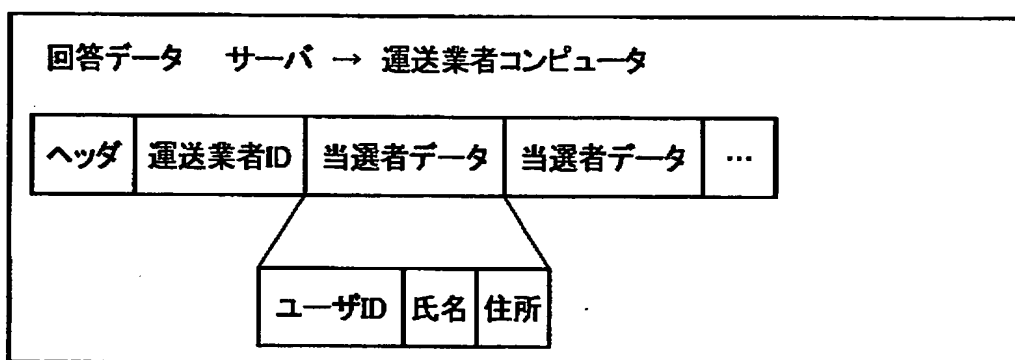 回答データ　サーバ → 運送業者コンピュータ
ヘッダ 運送業者ID 当選者データ 当選者データ …
ユーザID 氏名 住所